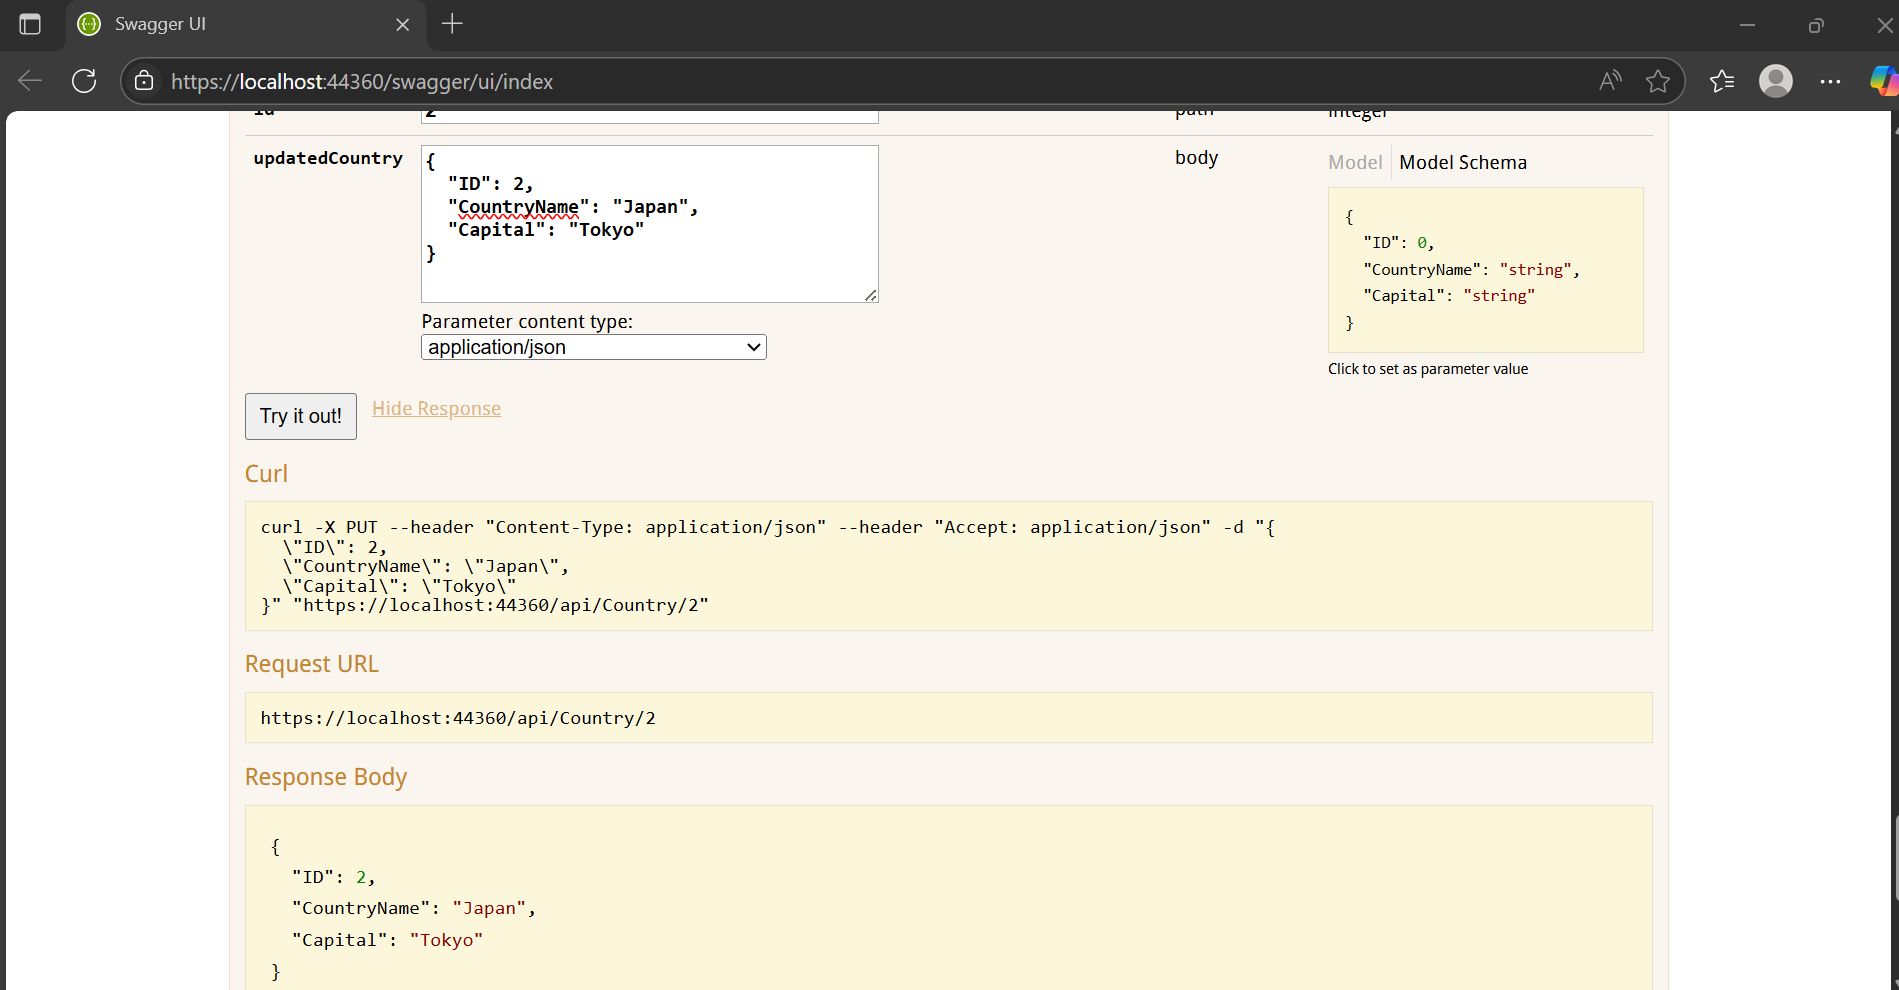 Swagger UI
https://localhost:44360/swagger/ui/index
id 2 path integer
updatedCountry
{
"ID": 2,
"CountryName": "Japan",
"Capital": "Tokyo"
}
Parameter content type:
application/json
body
Model Model Schema
{
"ID": 0,
"CountryName": "string",
"Capital": "string"
}
Click to set as parameter value
Try it out! Hide Response
Curl
curl -X PUT --header "Content-Type: application/json" --header "Accept: application/json" -d "{
\"ID\": 2,
\"CountryName\": \"Japan\",
\"Capital\": \"Tokyo\"
}" "https://localhost:44360/api/Country/2"
Request URL
https://localhost:44360/api/Country/2
Response Body
{
"ID": 2,
"CountryName": "Japan",
"Capital": "Tokyo"
}